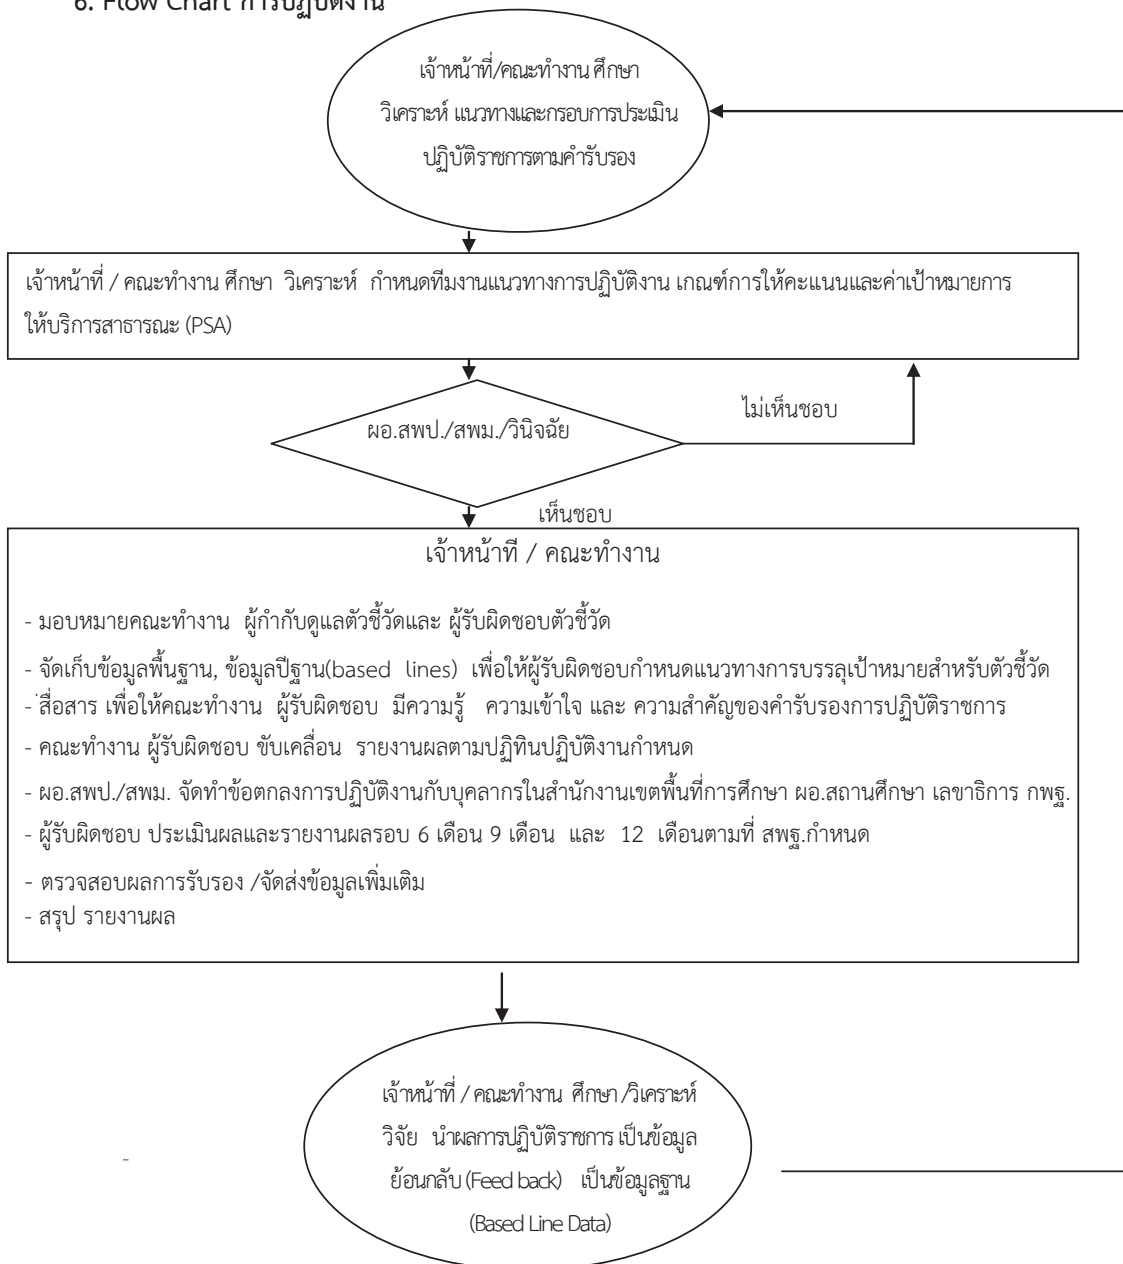 6. Flow Chart การปฏิบัติงาน
เจ้าหน้าที่/คณะทำงาน ศึกษา
วิเคราะห์ แนวทางและกรอบการประเมิน
ปฏิบัติราชการตามคำรับรอง
เจ้าหน้าที่ / คณะทำงาน ศึกษา วิเคราะห์ กำหนดทีมงานแนวทางการปฏิบัติงาน เกณฑ์การให้คะแนนและค่าเป้าหมายการ
ให้บริการสาธารณะ (PSA)
ผอ.สพป./สพม./วินิจฉัย
ไม่เห็นชอบ
เห็นชอบ
เจ้าหน้าที่ / คณะทำงาน
- มอบหมายคณะทำงาน ผู้กำกับดูแลตัวชี้วัดและ ผู้รับผิดชอบตัวชี้วัด
- จัดเก็บข้อมูลพื้นฐาน, ข้อมูลปีฐาน(based lines) เพื่อให้ผู้รับผิดชอบกำหนดแนวทางการบรรลุเป้าหมายสำหรับตัวชี้วัด
- สื่อสาร เพื่อให้คณะทำงาน ผู้รับผิดชอบ มีความรู้ ความเข้าใจ และ ความสำคัญของคำรับรองการปฏิบัติราชการ
- คณะทำงาน ผู้รับผิดชอบ ขับเคลื่อน รายงานผลตามปฏิทินปฏิบัติงานกำหนด
- ผอ.สพป./สพม. จัดทำข้อตกลงการปฏิบัติงานกับบุคลากรในสำนักงานเขตพื้นที่การศึกษา ผอ.สถานศึกษา เลขาธิการ กพฐ.
- ผู้รับผิดชอบ ประเมินผลและรายงานผลรอบ 6 เดือน 9 เดือน และ 12 เดือนตามที่ สพฐ.กำหนด
- ตรวจสอบผลการรับรอง /จัดส่งข้อมูลเพิ่มเติม
- สรุป รายงานผล
เจ้าหน้าที่ / คณะทำงาน ศึกษา /วิเคราะห์
วิจัย นำผลการปฏิบัติราชการ เป็นข้อมูล
ย้อนกลับ (Feed back) เป็นข้อมูลฐาน
(Based Line Data)
-